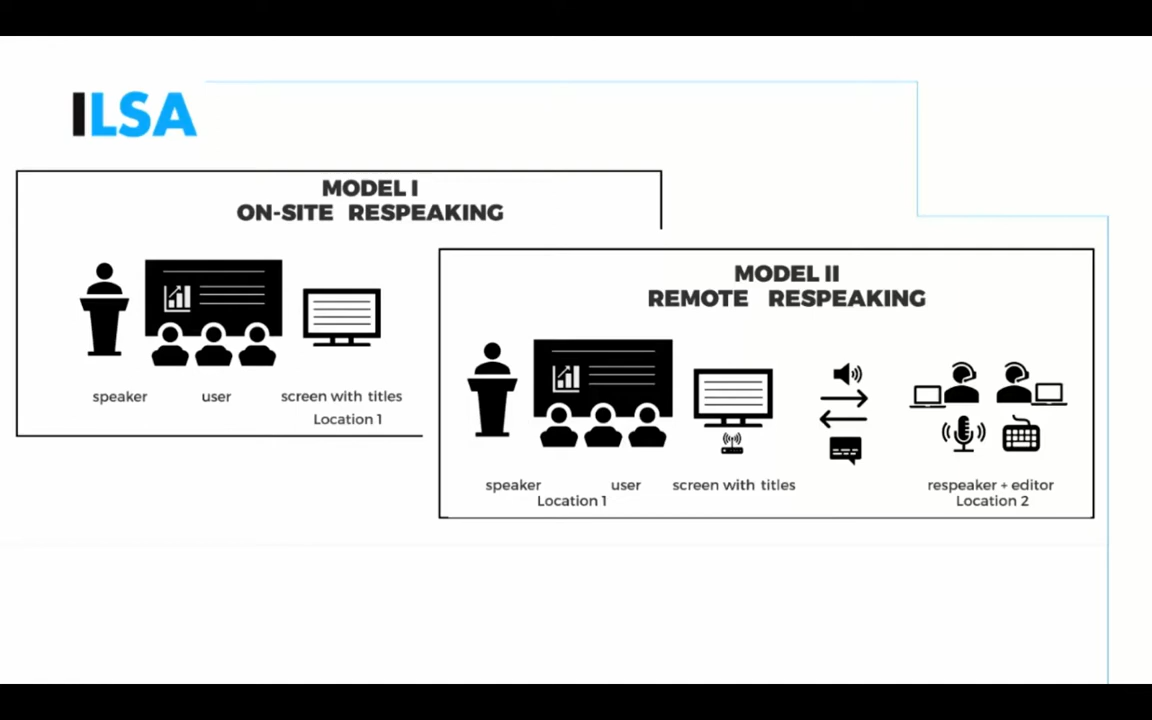 ILSA
MODEL I
ON-SITE RESPEAKING
speaker user screen with titles
Location 1
MODEL II
REMOTE RESPEAKING
speaker user screen with titles respeaker + editor
Location 1 Location 2